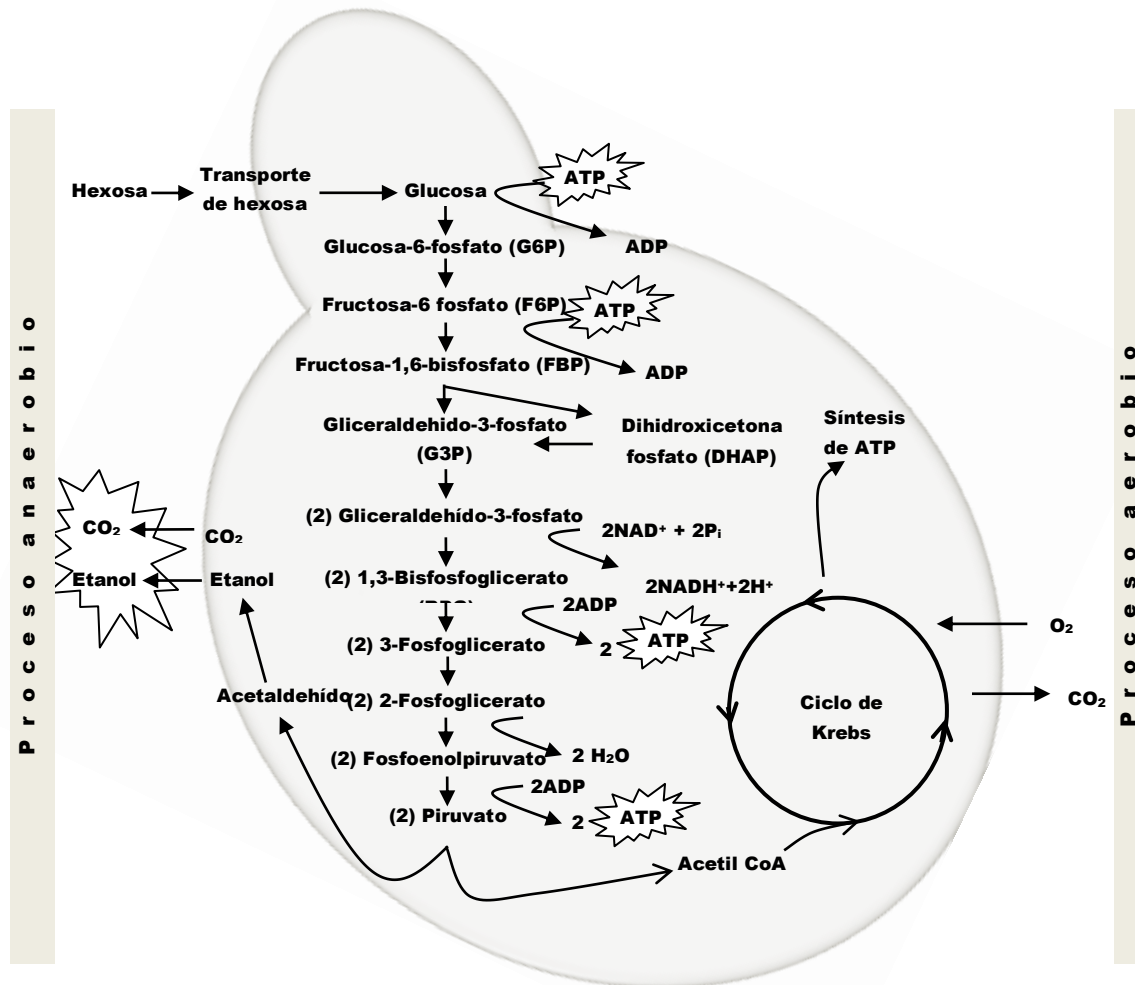 Proceso anaerobio
Hexosa
Transporte
de hexosa
Glucosa
ATP
ADP
Glucosa-6-fosfato (G6P)
Fructosa-6 fosfato (F6P)
ATP
Fructosa-1,6-bisfosfato (FBP)
ADP
Gliceraldehido-3-fosfato
(G3P)
Dihidroxicetona
fosfato (DHAP)
Síntesis
de ATP
(2) Gliceraldehído-3-fosfato
2NAD⁺ + 2Pᵢ
CO₂
CO₂
(2) 1,3-Bisfosfoglicerato
2NADH⁺+2H⁺
Etanol
Etanol
2ADP
2 ATP
(2) 3-Fosfoglicerato
O₂
Acetaldehído
(2) 2-Fosfoglicerato
Ciclo de
Krebs
CO₂
2 H₂O
(2) Fosfoenolpiruvato
2ADP
2 ATP
(2) Piruvato
Acetil CoA
Proceso aerobio